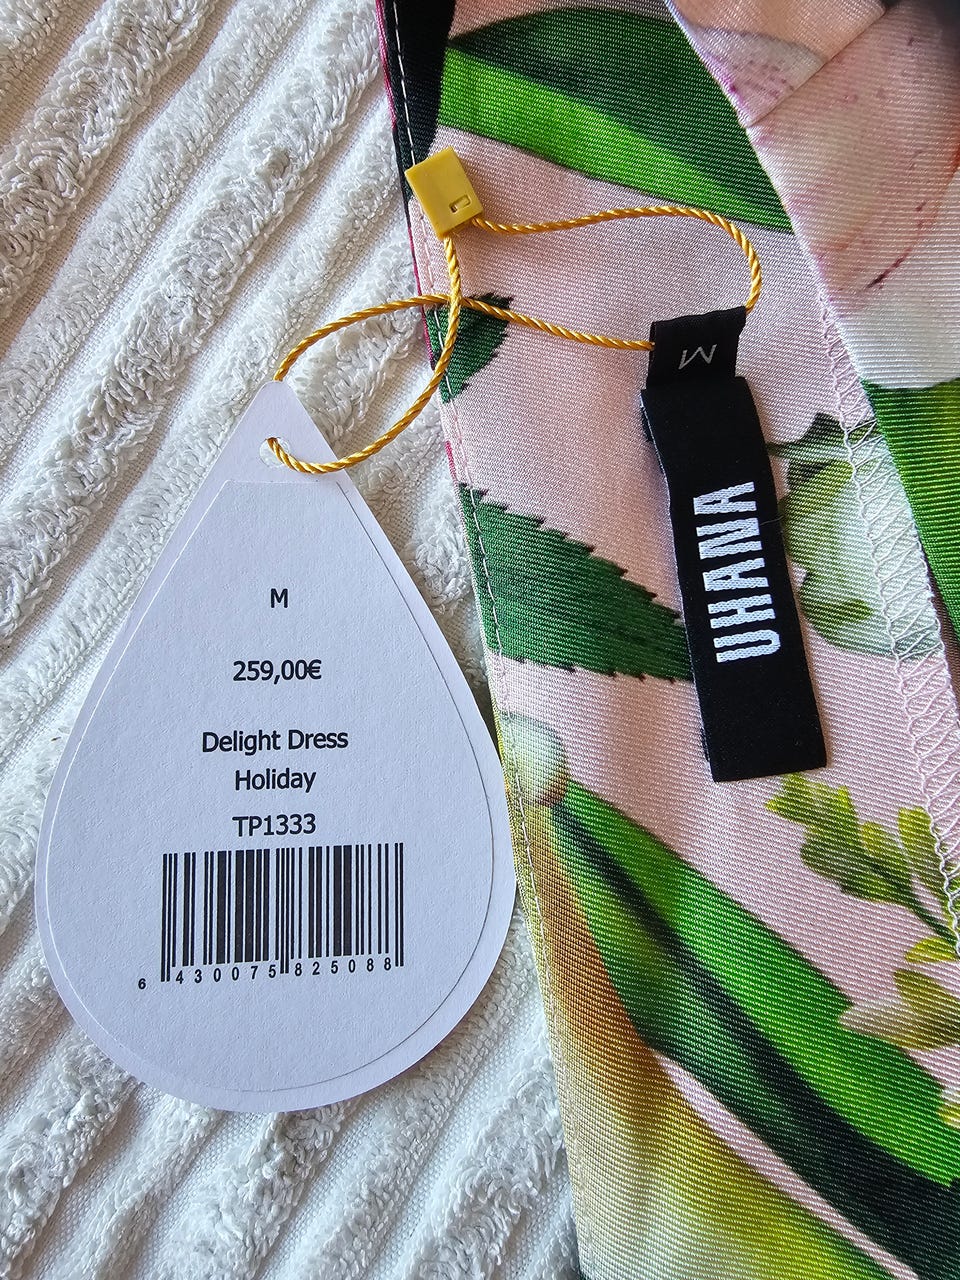 M
259,00€
Delight Dress
Holiday
TP1333
6 430075 825088
M
UHANA